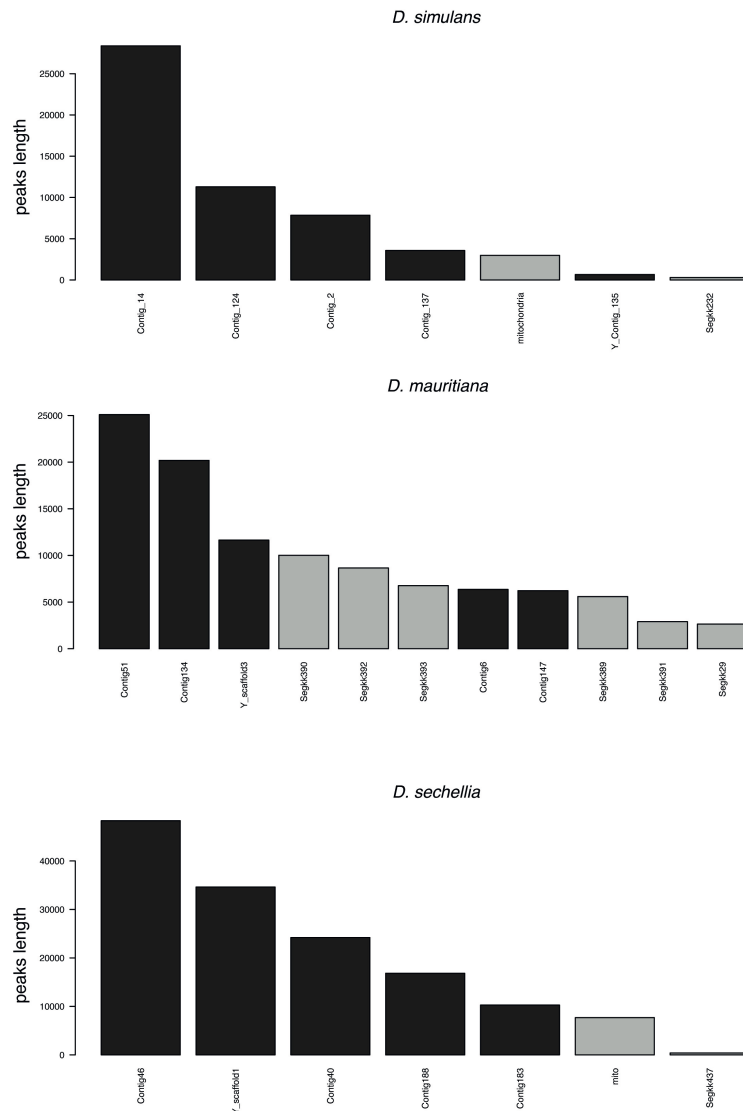 D. simulans
peaks length
25000
20000
15000
10000
5000
0
Contig_14
Contig_124
Contig_2
Contig_137
mitochondria
Y_Contig_135
Segkk232
D. mauritiana
peaks length
25000
20000
15000
10000
5000
0
Contig51
Contig134
Y_scaffold3
Segkk390
Segkk392
Segkk393
Contig6
Contig147
Segkk389
Segkk391
Segkk29
D. sechellia
peaks length
40000
30000
20000
10000
0
Contig46
Y_scaffold1
Contig40
Contig188
Contig183
mito
Segkk437